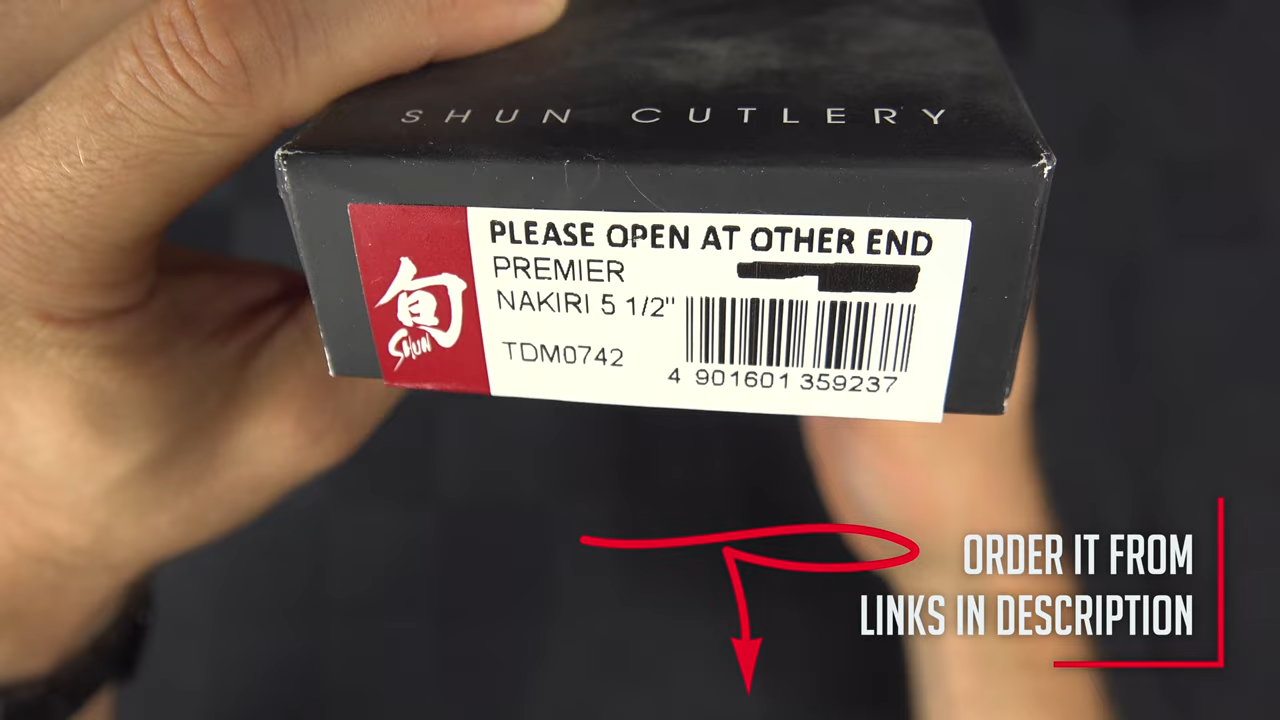 SHUN CUTLERY
PLEASE OPEN AT OTHER END
PREMIER
NAKIRI 5 1/2"
TDM0742
4 901601 359237
旬
Shun
ORDER IT FROM
LINKS IN DESCRIPTION